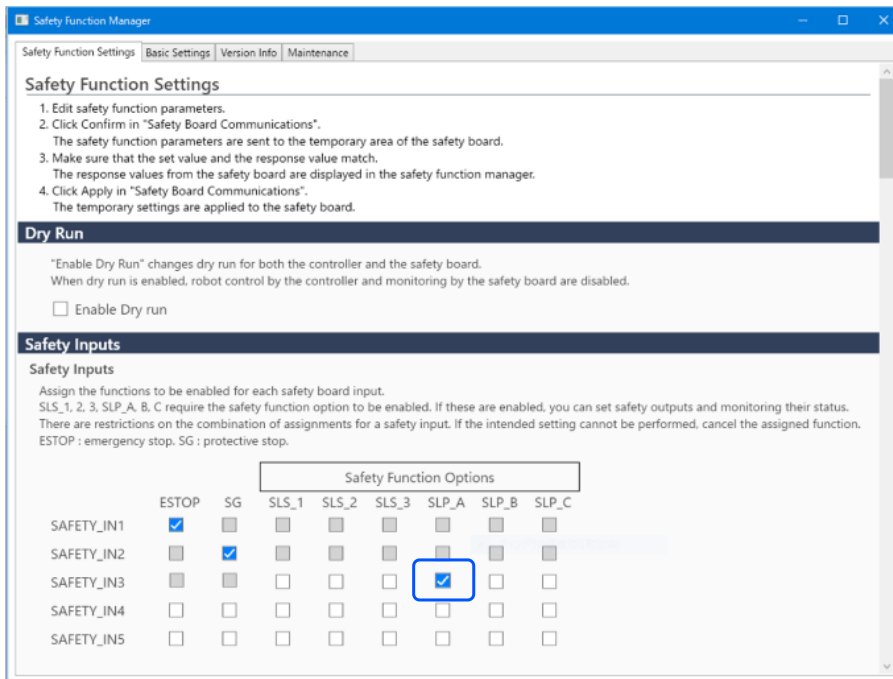 Safety Function Manager
Safety Function Settings Basic Settings Version Info Maintenance
Safety Function Settings
1. Edit safety function parameters.
2. Click Confirm in "Safety Board Communications".
The safety function parameters are sent to the temporary area of the safety board.
3. Make sure that the set value and the response value match.
The response values from the safety board are displayed in the safety function manager.
4. Click Apply in "Safety Board Communications".
The temporary settings are applied to the safety board.
Dry Run
"Enable Dry Run" changes dry run for both the controller and the safety board.
When dry run is enabled, robot control by the controller and monitoring by the safety board are disabled.
Enable Dry run
Safety Inputs
Safety Inputs
Assign the functions to be enabled for each safety board input.
SLS_1, 2, 3, SLP_A, B, C require the safety function option to be enabled. If these are enabled, you can set safety outputs and monitoring their status.
There are restrictions on the combination of assignments for a safety input. If the intended setting cannot be performed, cancel the assigned function.
ESTOP : emergency stop. SG : protective stop.
Safety Function Options
ESTOP SG SLS_1 SLS_2 SLS_3 SLP_A SLP_B SLP_C
SAFETY_IN1
SAFETY_IN2
SAFETY_IN3
SAFETY_IN4
SAFETY_IN5